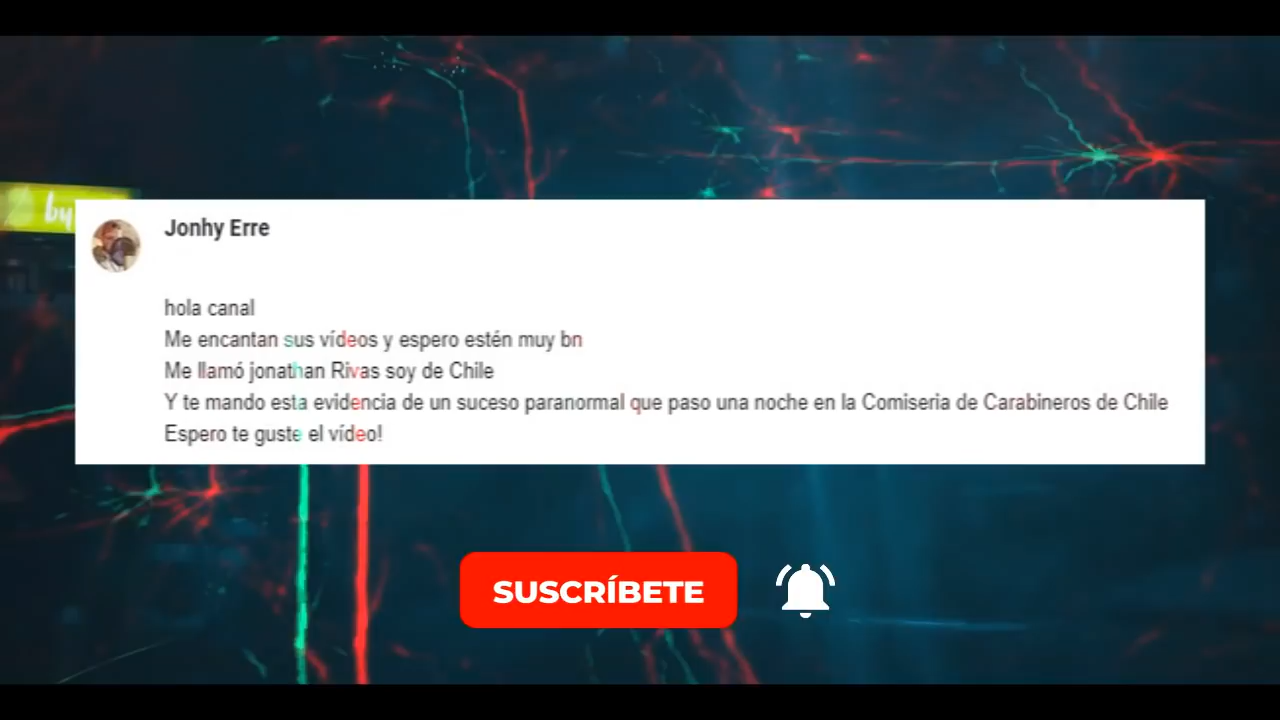 by
Jonhy Erre
hola canal
Me encantan sus vídeos y espero estén muy bn
Me llamó jonathan Rivas soy de Chile
Y te mando esta evidencia de un suceso paranormal que paso una noche en la Comiseria de Carabineros de Chile
Espero te guste el vídeo!
SUSCRÍBETE